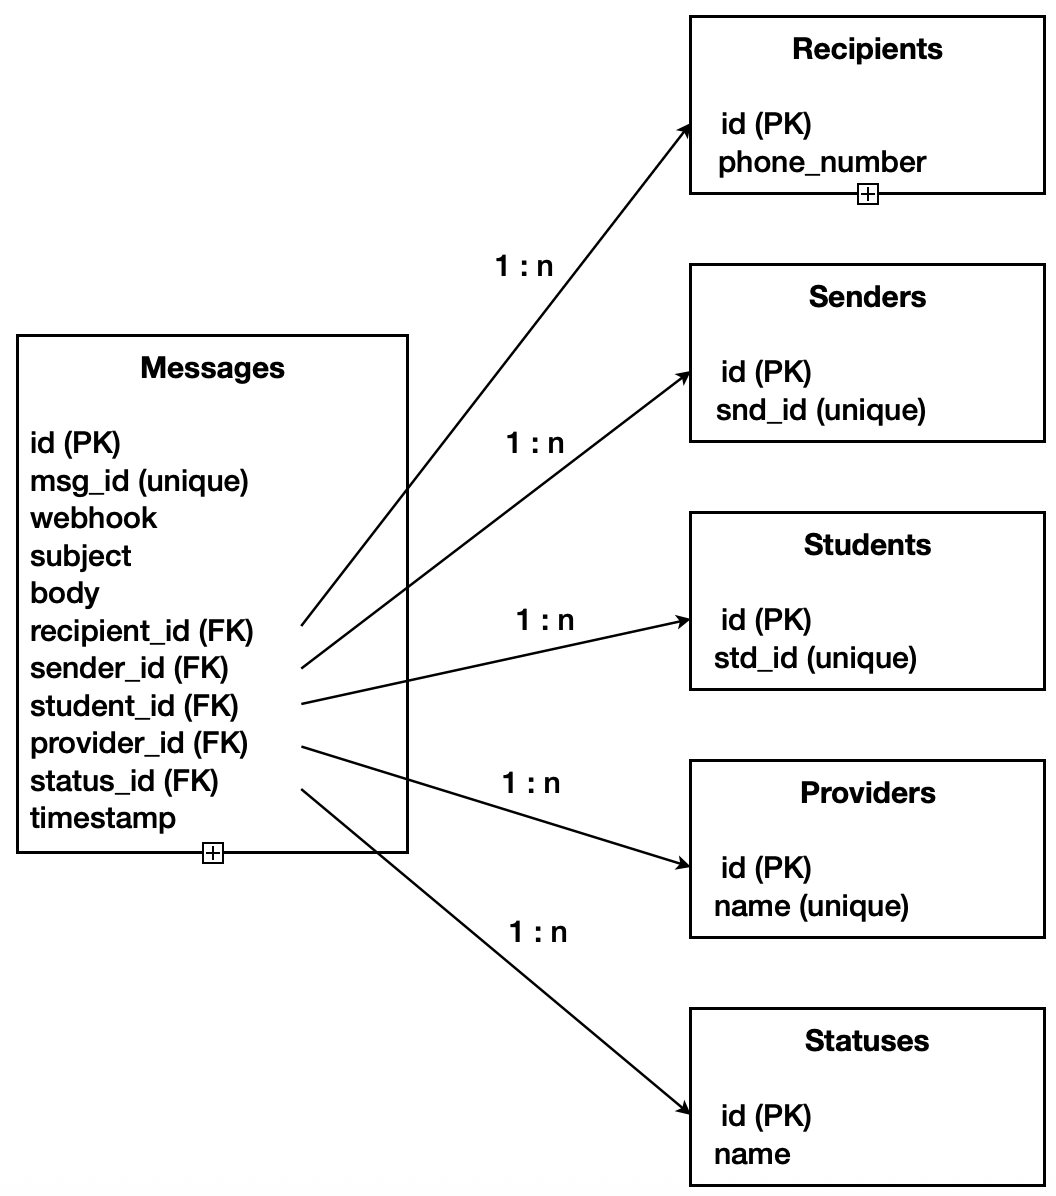 Recipients
id (PK)
phone_number
1 : n
Senders
id (PK)
snd_id (unique)
Messages
id (PK)
msg_id (unique)
webhook
subject
body
recipient_id (FK)
sender_id (FK)
student_id (FK)
provider_id (FK)
status_id (FK)
timestamp
1 : n
Students
id (PK)
std_id (unique)
1 : n
1 : n
Providers
id (PK)
name (unique)
1 : n
Statuses
id (PK)
name